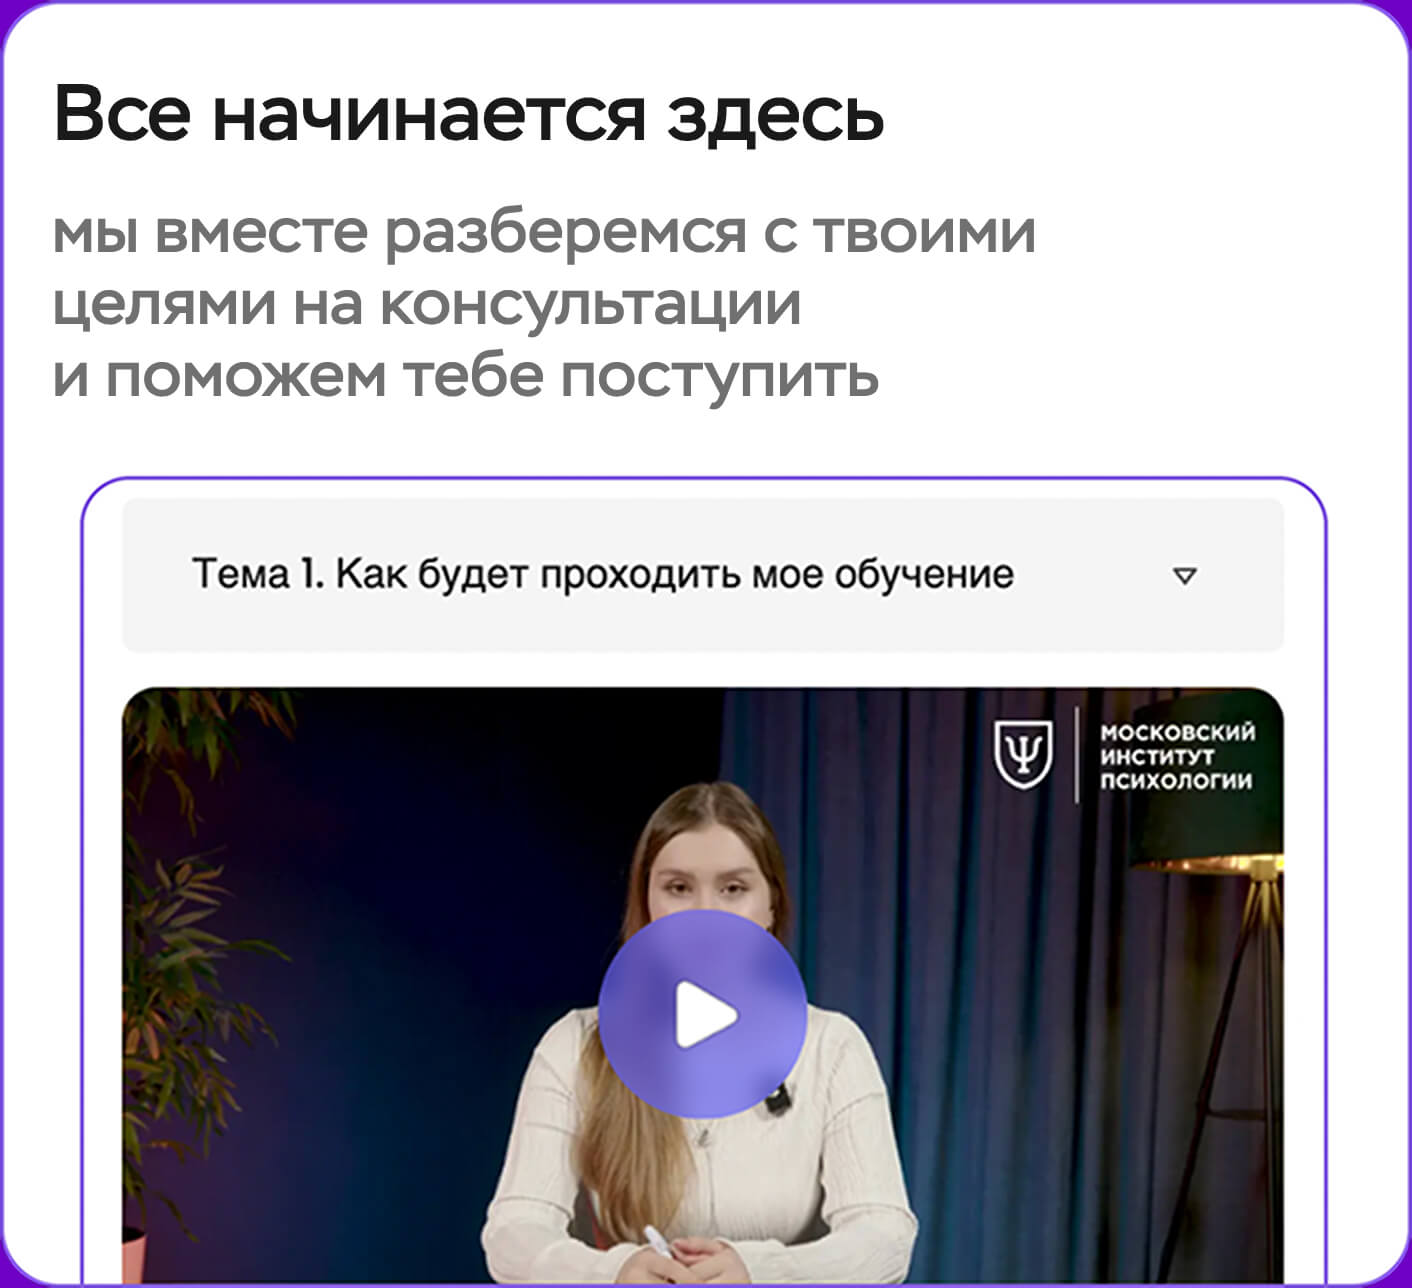 Все начинается здесь
мы вместе разберемся с твоими
целями на консультации
и поможем тебе поступить
Тема 1. Как будет проходить мое обучение
МОСКОВСКИЙ
ИНСТИТУТ
ПСИХОЛОГИИ